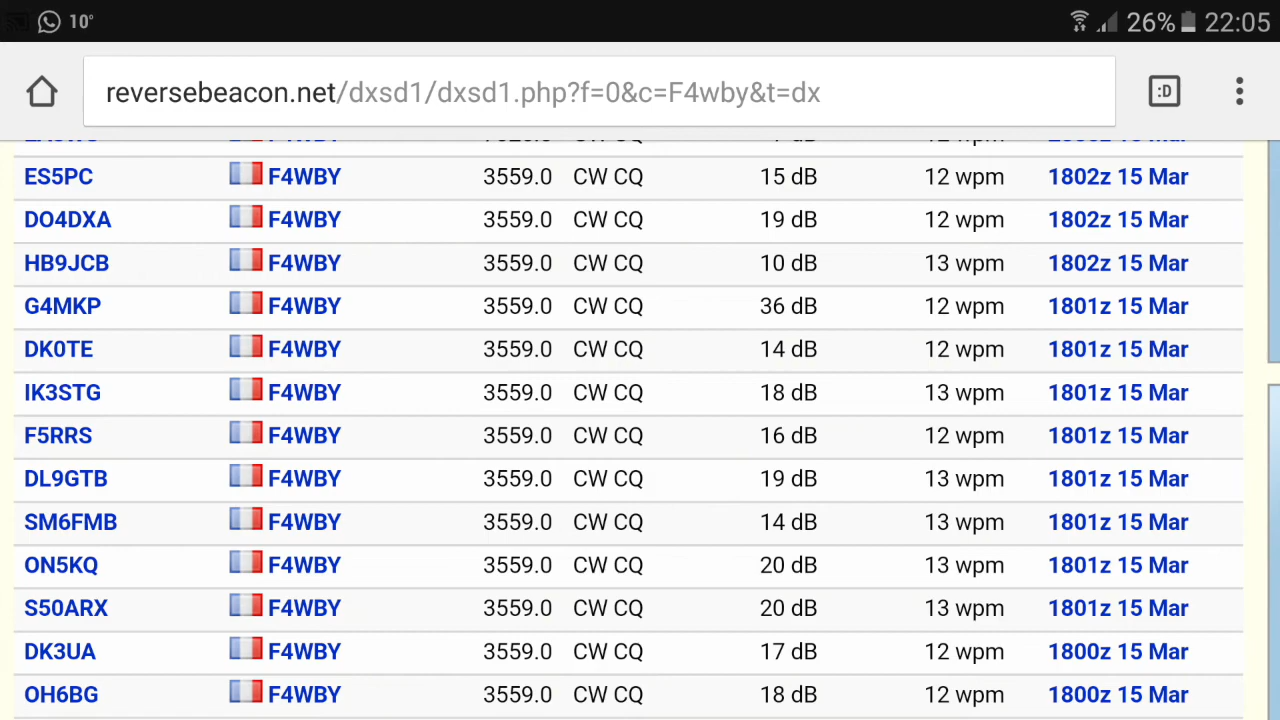 10°
26% 22:05
reversebeacon.net/dxsd1/dxsd1.php?f=0&c=F4wby&t=dx
:D
ES5PC F4WBY 3559.0 CW CQ 15 dB 12 wpm 1802z 15 Mar
DO4DXA F4WBY 3559.0 CW CQ 19 dB 12 wpm 1802z 15 Mar
HB9JCB F4WBY 3559.0 CW CQ 10 dB 13 wpm 1802z 15 Mar
G4MKP F4WBY 3559.0 CW CQ 36 dB 12 wpm 1801z 15 Mar
DK0TE F4WBY 3559.0 CW CQ 14 dB 12 wpm 1801z 15 Mar
IK3STG F4WBY 3559.0 CW CQ 18 dB 13 wpm 1801z 15 Mar
F5RRS F4WBY 3559.0 CW CQ 16 dB 12 wpm 1801z 15 Mar
DL9GTB F4WBY 3559.0 CW CQ 19 dB 13 wpm 1801z 15 Mar
SM6FMB F4WBY 3559.0 CW CQ 14 dB 13 wpm 1801z 15 Mar
ON5KQ F4WBY 3559.0 CW CQ 20 dB 13 wpm 1801z 15 Mar
S50ARX F4WBY 3559.0 CW CQ 20 dB 13 wpm 1801z 15 Mar
DK3UA F4WBY 3559.0 CW CQ 17 dB 12 wpm 1800z 15 Mar
OH6BG F4WBY 3559.0 CW CQ 18 dB 12 wpm 1800z 15 Mar